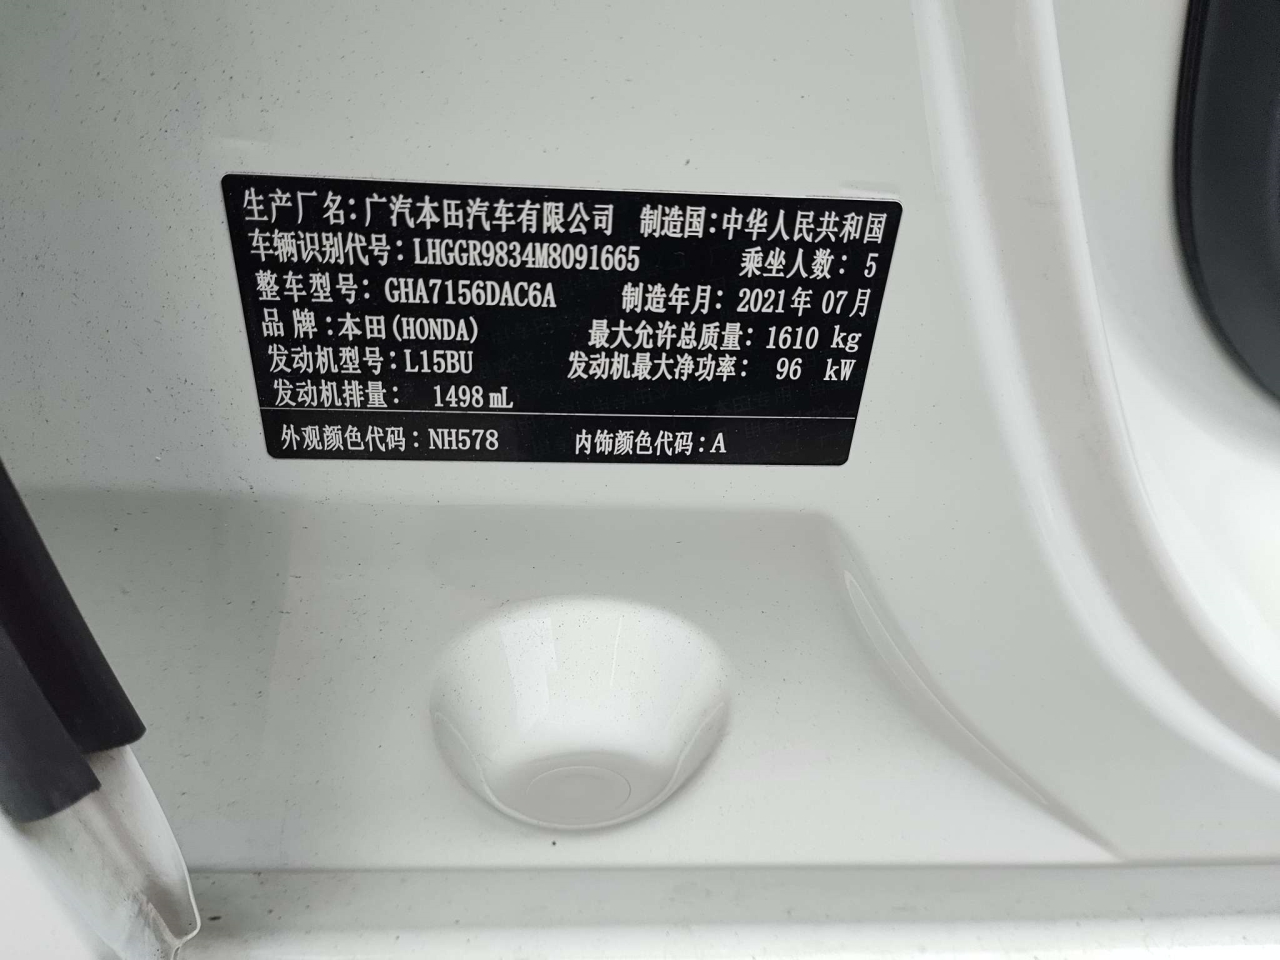 生产厂名：广汽本田汽车有限公司 制造国：中华人民共和国
车辆识别代号：LHGGR9834M8091665 乘坐人数：5
整车型号：GHA7156DAC6A 制造年月：2021年 07月
品牌：本田(HONDA) 最大允许总质量：1610 kg
发动机型号：L15BU 发动机最大净功率：96 kW
发动机排量：1498 mL
外观颜色代码：NH578 内饰颜色代码：A